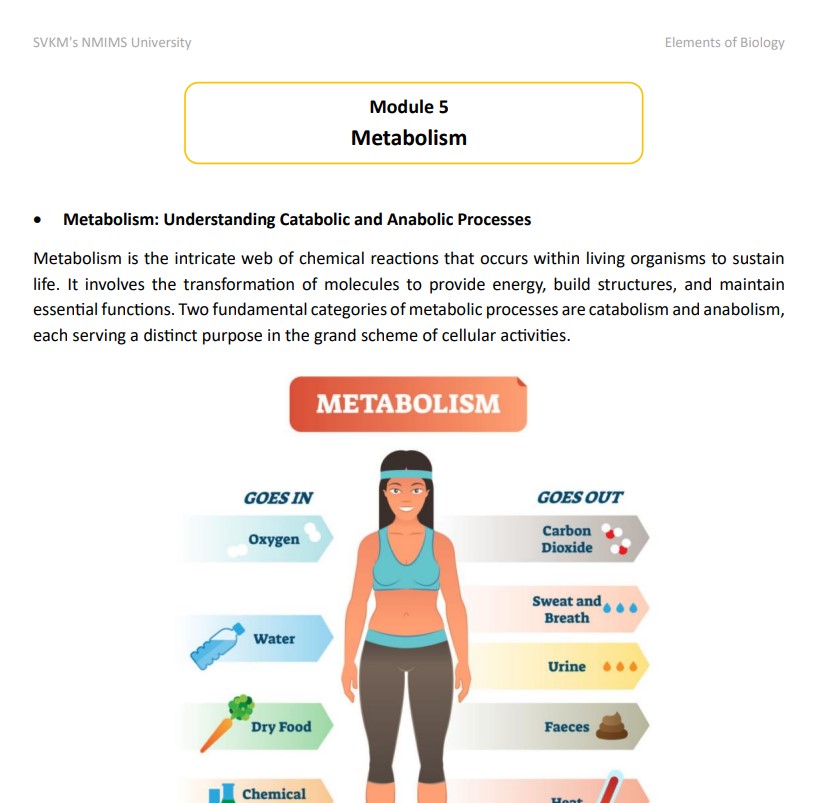 SVKM's NMIMS University
Elements of Biology
Module 5
Metabolism
• Metabolism: Understanding Catabolic and Anabolic Processes
Metabolism is the intricate web of chemical reactions that occurs within living organisms to sustain
life. It involves the transformation of molecules to provide energy, build structures, and maintain
essential functions. Two fundamental categories of metabolic processes are catabolism and anabolism,
each serving a distinct purpose in the grand scheme of cellular activities.
METABOLISM
GOES IN
Oxygen
Water
Dry Food
Chemical
GOES OUT
Carbon
Dioxide
Sweat and
Breath
Urine
Faeces
Heat